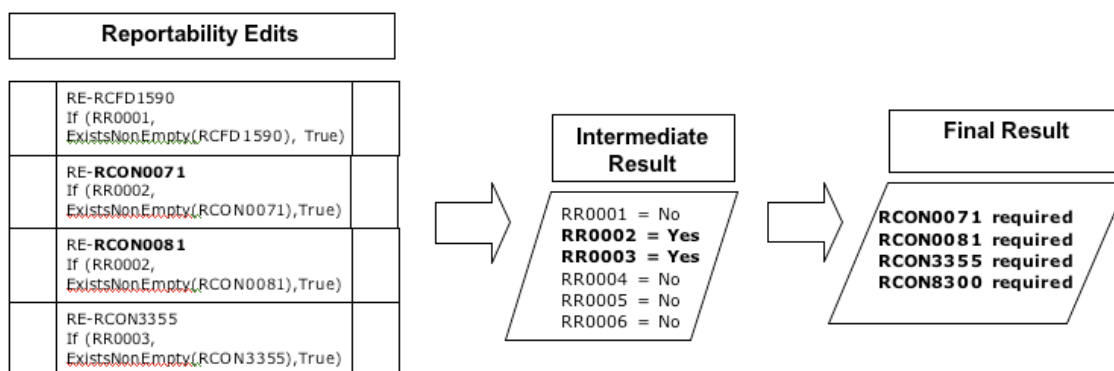 Reportability Edits
RE-RCFD1590
If (RR0001,
ExistsNonEmpty(RCFD1590), True)
RE-RCON0071
If (RR0002,
ExistsNonEmpty(RCON0071),True)
RE-RCON0081
If (RR0002,
ExistsNonEmpty(RCON0081),True)
RE-RCON3355
If (RR0003,
ExistsNonEmpty(RCON3355),True)
Intermediate
Result
RR0001 = No
RR0002 = Yes
RR0003 = Yes
RR0004 = No
RR0005 = No
RR0006 = No
Final Result
RCON0071 required
RCON0081 required
RCON3355 required
RCON8300 required